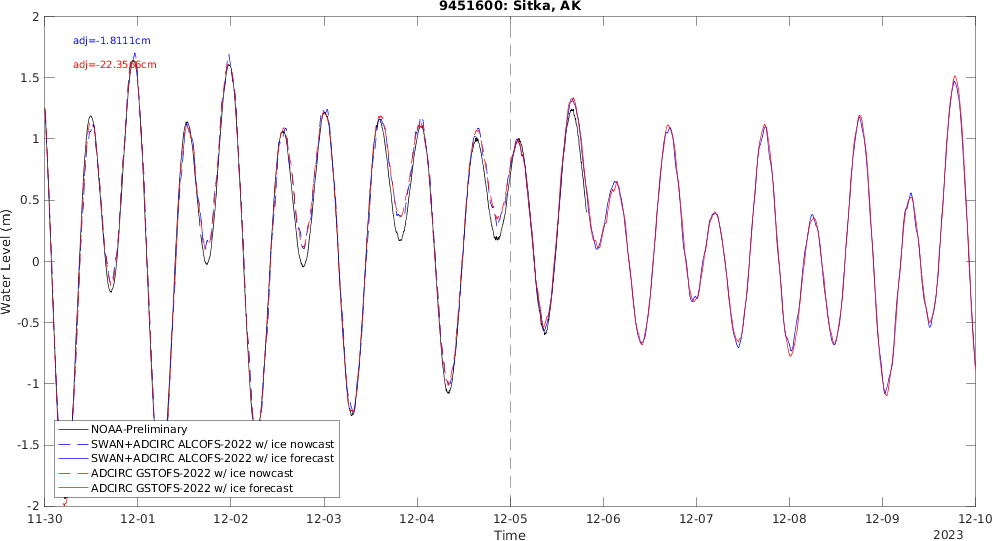 9451600: Sitka, AK
adj=-1.8111cm
adj=-22.3566cm
Water Level (m)
2
1.5
1
0.5
0
-0.5
-1
-1.5
-2
NOAA-Preliminary
SWAN+ADCIRC ALCOFS-2022 w/ ice nowcast
SWAN+ADCIRC ALCOFS-2022 w/ ice forecast
ADCIRC GSTOFS-2022 w/ ice nowcast
ADCIRC GSTOFS-2022 w/ ice forecast
11-30 12-01 12-02 12-03 12-04 12-05 12-06 12-07 12-08 12-09 12-10
Time
2023